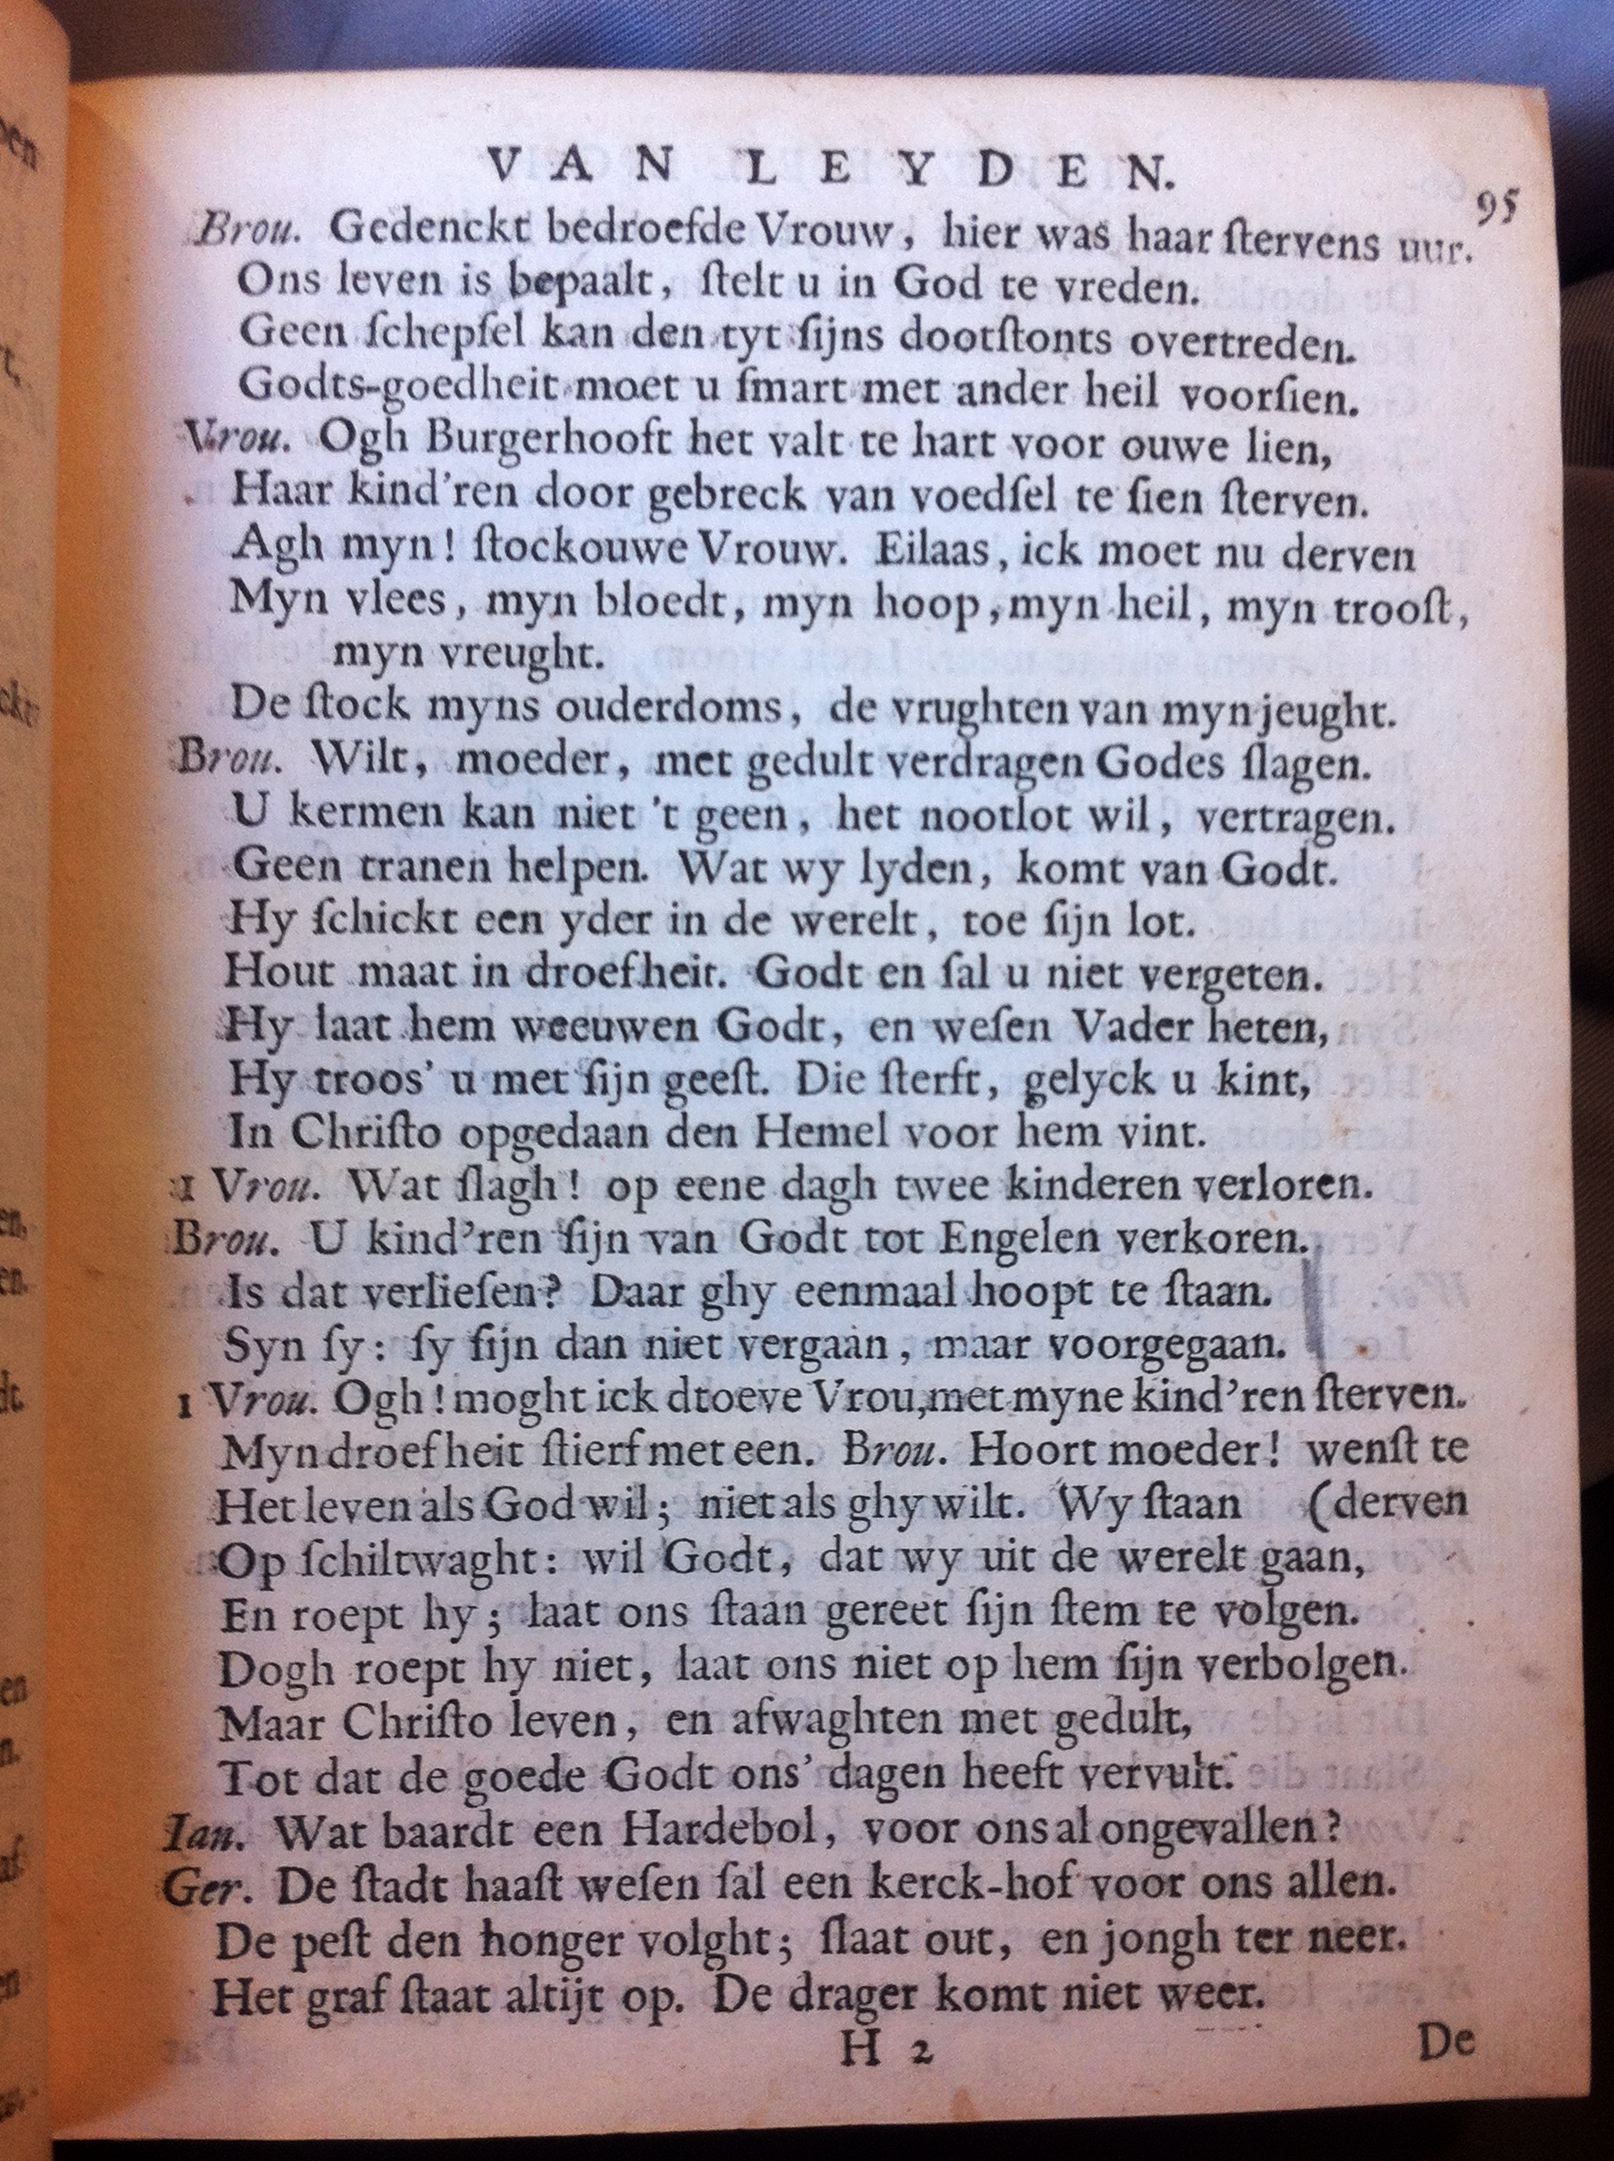 VAN LEYDEN.
95
Brou. Gedenckt bedroefde Vrouw, hier was haar ſtervens uur.
Ons leven is bepaalt, ſtelt u in God te vreden.
Geen ſchepſel kan den tyt ſijns dootſtonts overtreden.
Godts-goedheit moet u ſmart met ander heil voorſien.
Vrou. Ogh Burgerhooft het valt te hart voor ouwe lien,
Haar kind'ren door gebreck van voedſel te ſien ſterven.
Agh myn! ſtockouwe Vrouw. Eilaas, ick moet nu derven
Myn vlees, myn bloedt, myn hoop, myn heil, myn trooſt,
myn vreught.
De ſtock myns ouderdoms, de vrughten van myn jeught.
Brou. Wilt, moeder, met gedult verdragen Godes ſlagen.
U kermen kan niet 't geen, het nootlot wil, vertragen.
Geen tranen helpen. Wat wy lyden, komt van Godt.
Hy ſchickt een yder in de werelt, toe ſijn lot.
Hout maat in droefheit. Godt en ſal u niet vergeten.
Hy laat hem weeuwen Godt, en weſen Vader heten,
Hy troos' u met ſijn geeſt. Die ſterft, gelyck u kint,
In Chriſto opgedaan den Hemel voor hem vint.
1 Vrou. Wat ſlagh! op eene dagh twee kinderen verloren.
Brou. U kind'ren ſijn van Godt tot Engelen verkoren.
Is dat verlieſen? Daar ghy eenmaal hoopt te ſtaan.
Syn ſy: ſy ſijn dan niet vergaan, maar voorgegaan.
1 Vrou. Ogh! moght ick dtoeve Vrou, met myne kind'ren ſterven.
Myn droefheit ſtierf met een. Brou. Hoort moeder! wenſt te
Het leven als God wil; niet als ghy wilt. Wy ſtaan (derven
Op ſchiltwaght: wil Godt, dat wy uit de werelt gaan,
En roept hy; laat ons ſtaan gereet ſijn ſtem te volgen.
Dogh roept hy niet, laat ons niet op hem ſijn verbolgen.
Maar Chriſto leven, en afwaghten met gedult,
Tot dat de goede Godt ons' dagen heeft vervult.
Ian. Wat baardt een Hardebol, voor ons al ongevallen?
Ger. De ſtadt haaſt weſen ſal een kerck-hof voor ons allen.
De peſt den honger volght; ſlaat out, en jongh ter neer.
Het graf ſtaat altijt op. De drager komt niet weer.
H 2
De